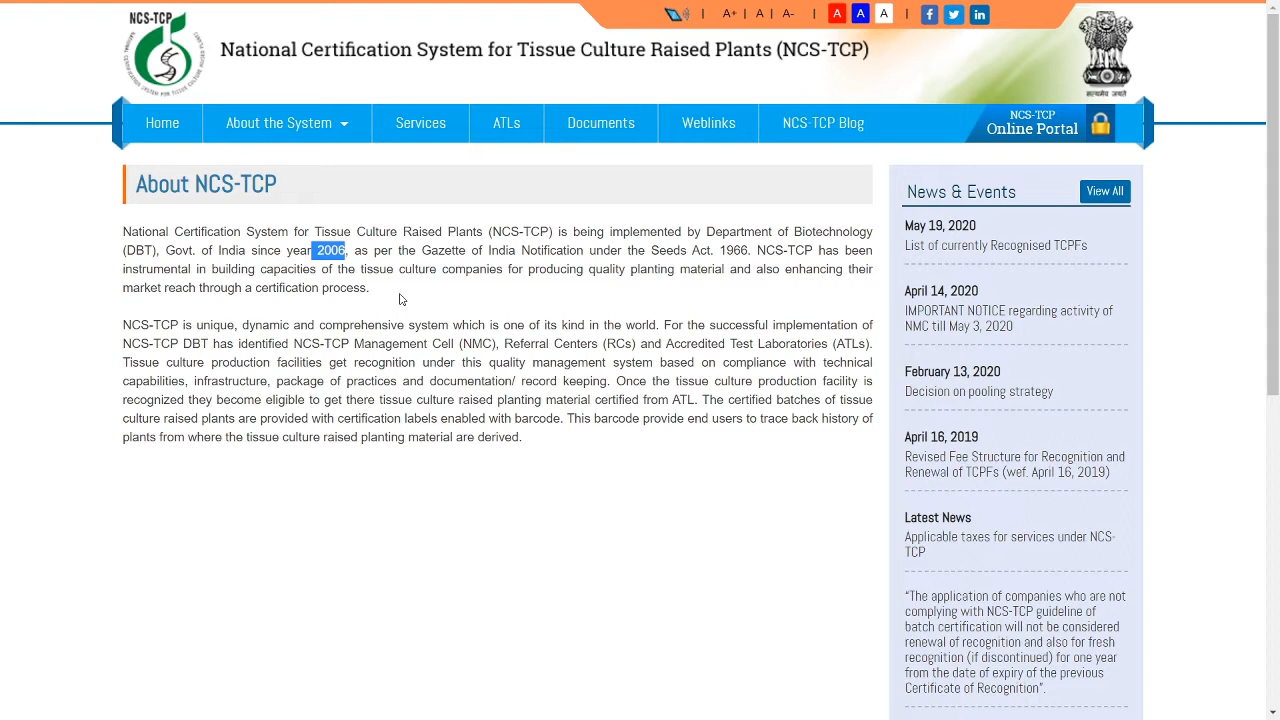 NCS-TCP
A+ | A | A- | A A A |
National Certification System for Tissue Culture Raised Plants (NCS-TCP)
सत्यमेव जयते
Home About the System Services ATLs Documents Weblinks NCS-TCP Blog
NCS-TCP
Online Portal
About NCS-TCP
National Certification System for Tissue Culture Raised Plants (NCS-TCP) is being implemented by Department of Biotechnology
(DBT), Govt. of India since year 2006, as per the Gazette of India Notification under the Seeds Act. 1966. NCS-TCP has been
instrumental in building capacities of the tissue culture companies for producing quality planting material and also enhancing their
market reach through a certification process.
NCS-TCP is unique, dynamic and comprehensive system which is one of its kind in the world. For the successful implementation of
NCS-TCP DBT has identified NCS-TCP Management Cell (NMC), Referral Centers (RCs) and Accredited Test Laboratories (ATLs).
Tissue culture production facilities get recognition under this quality management system based on compliance with technical
capabilities, infrastructure, package of practices and documentation/ record keeping. Once the tissue culture production facility is
recognized they become eligible to get there tissue culture raised planting material certified from ATL. The certified batches of tissue
culture raised plants are provided with certification labels enabled with barcode. This barcode provide end users to trace back history of
plants from where the tissue culture raised planting material are derived.
News & Events View All
May 19, 2020
List of currently Recognised TCPFs
April 14, 2020
IMPORTANT NOTICE regarding activity of
NMC till May 3, 2020
February 13, 2020
Decision on pooling strategy
April 16, 2019
Revised Fee Structure for Recognition and
Renewal of TCPFs (wef. April 16, 2019)
Latest News
Applicable taxes for services under NCS-
TCP
“The application of companies who are not
complying with NCS-TCP guideline of
batch certification will not be considered
renewal of recognition and also for fresh
recognition (if discontinued) for one year
from the date of expiry of the previous
Certificate of Recognition”.